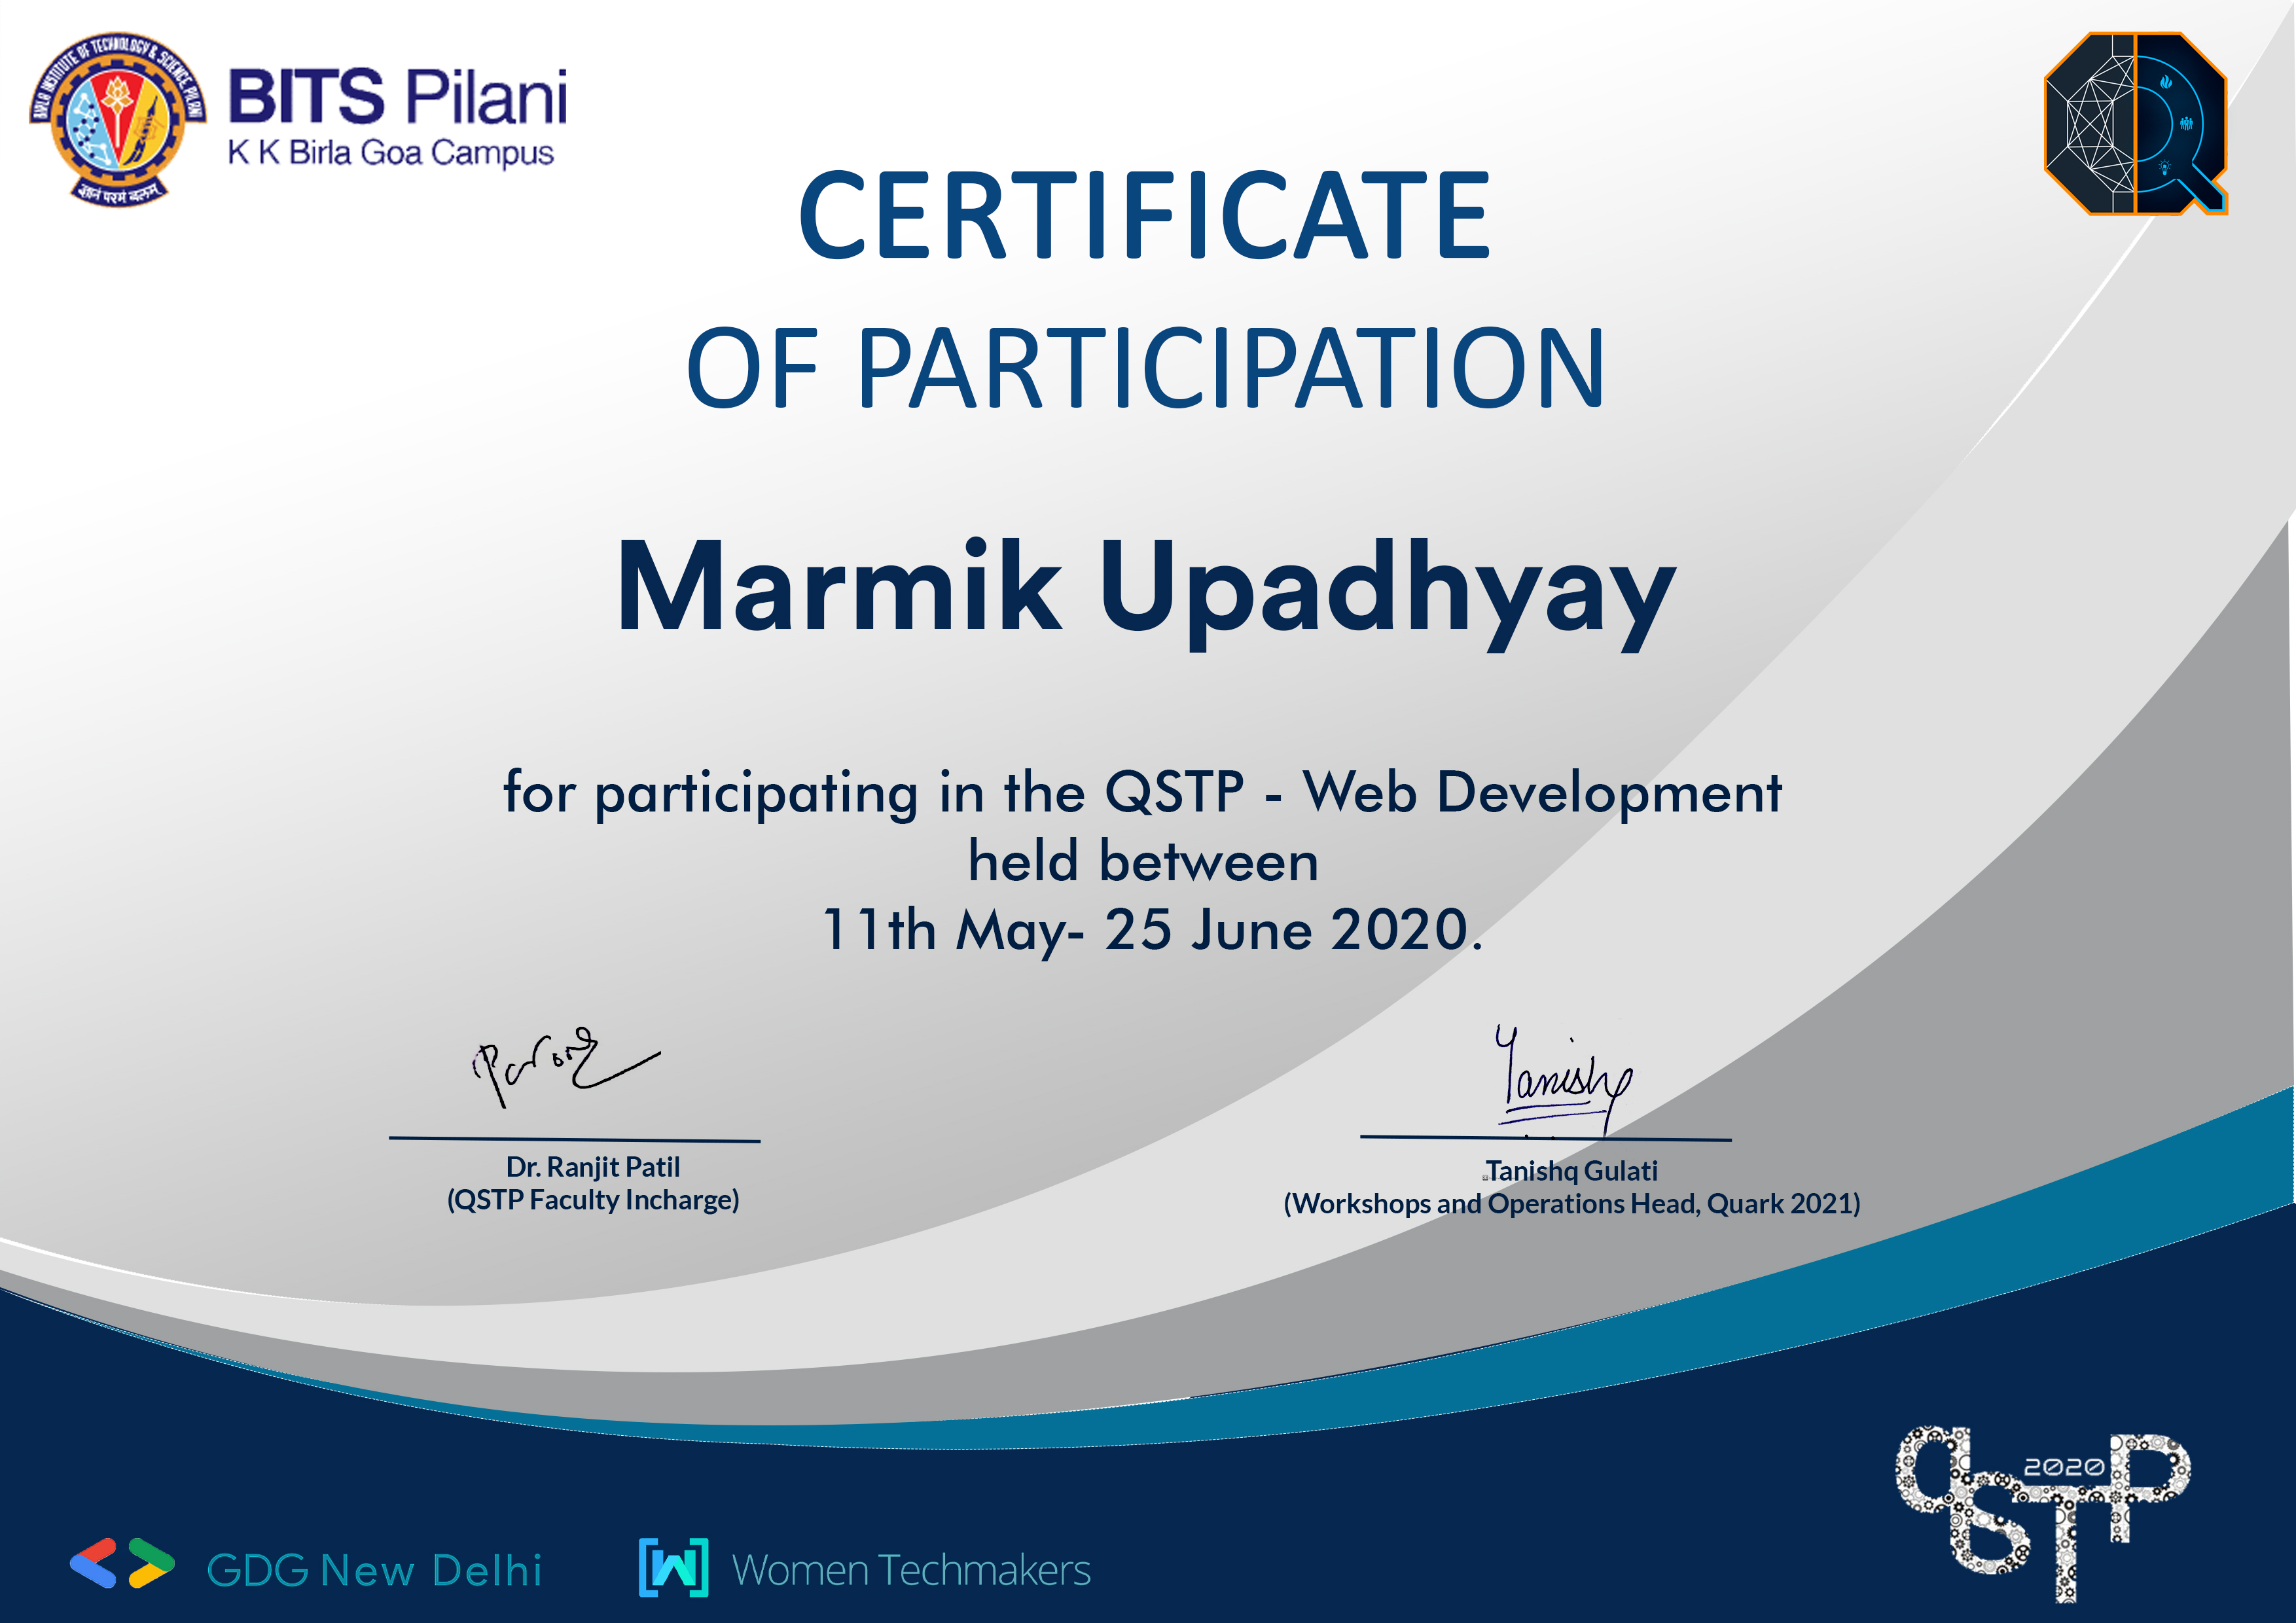 BIRLA INSTITUTE OF TECHNOLOGY & SCIENCE, PILANI
ज्ञानं परमं बलम्
BITS Pilani
K K Birla Goa Campus
CERTIFICATE
OF PARTICIPATION
Marmik Upadhyay
for participating in the QSTP - Web Development
held between
11th May- 25 June 2020.
Tanishq
Dr. Ranjit Patil
(QSTP Faculty Incharge)
Tanishq Gulati
(Workshops and Operations Head, Quark 2021)
QSTP
2020
GDG New Delhi
Women Techmakers